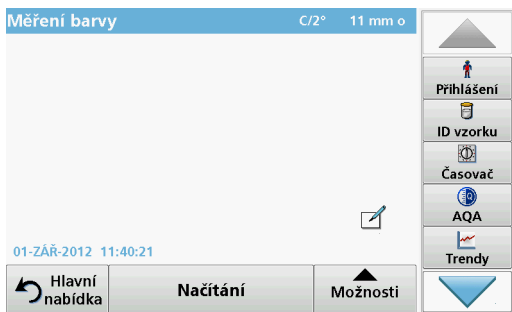 Měření barvy C/2° 11 mm o
Přihlášení
ID vzorku
Časovač
AQA
Trendy
01-ZÁŘ-2012 11:40:21
Hlavní
nabídka
Načítání
Možnosti